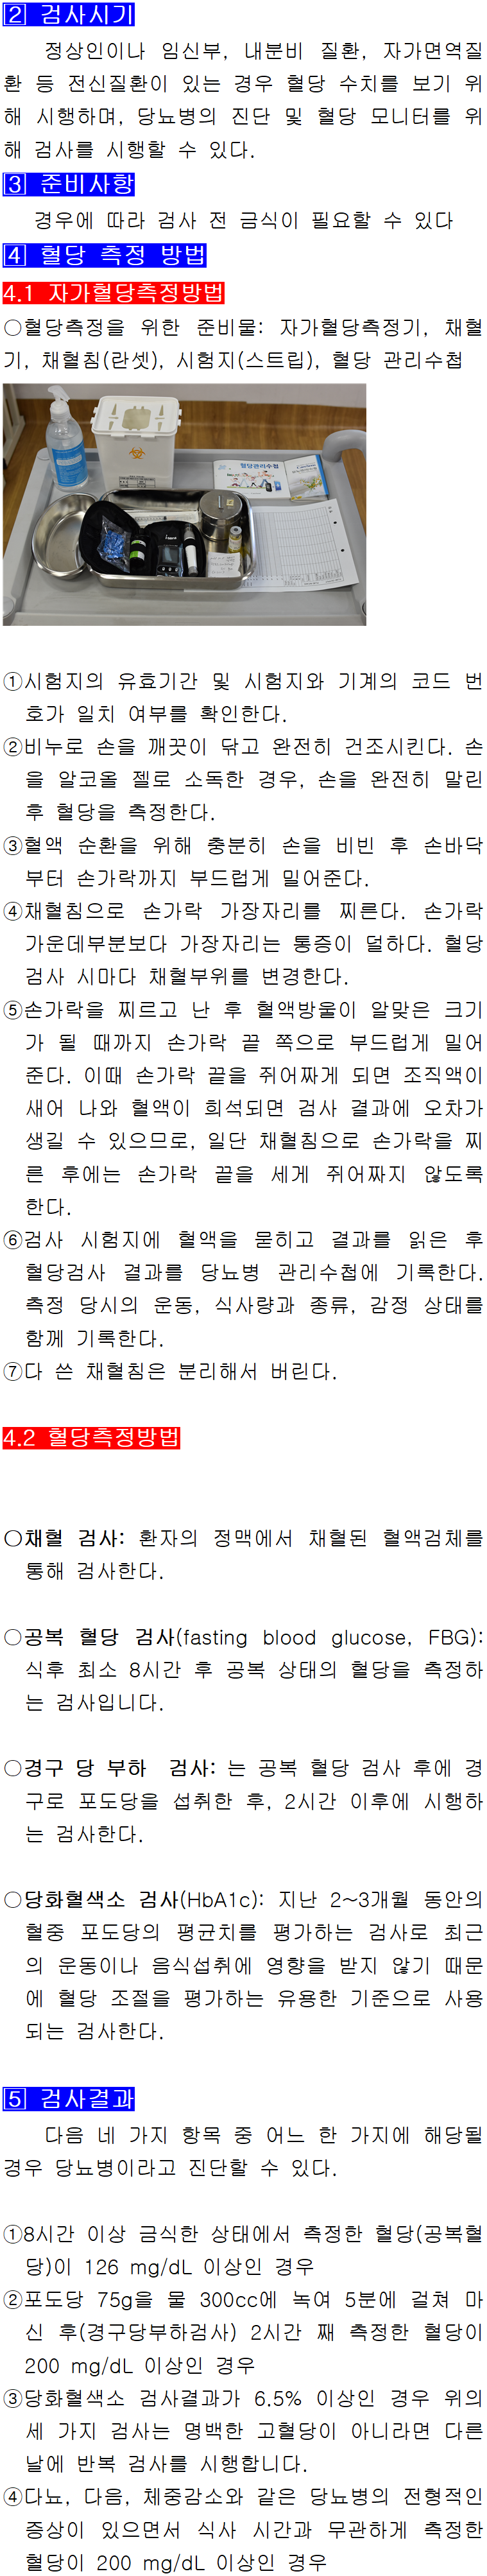 2 검사시기
정상인이나 임신부, 내분비 질환, 자가면역질
환 등 전신질환이 있는 경우 혈당 수치를 보기 위
해 시행하며, 당뇨병의 진단 및 혈당 모니터를 위
해 검사를 시행할 수 있다.
3 준비사항
경우에 따라 검사 전 금식이 필요할 수 있다
4 혈당 측정 방법
4.1 자가혈당측정방법
○혈당측정을 위한 준비물: 자가혈당측정기, 채혈
기, 채혈침(란셋), 시험지(스트립), 혈당 관리수첩
혈당관리수첩
①시험지의 유효기간 및 시험지와 기계의 코드 번
호가 일치 여부를 확인한다.
②비누로 손을 깨끗이 닦고 완전히 건조시킨다. 손
을 알코올 젤로 소독한 경우, 손을 완전히 말린
후 혈당을 측정한다.
③혈액 순환을 위해 충분히 손을 비빈 후 손바닥
부터 손가락까지 부드럽게 밀어준다.
④채혈침으로 손가락 가장자리를 찌른다. 손가락
가운데부분보다 가장자리는 통증이 덜하다. 혈당
검사 시마다 채혈부위를 변경한다.
⑤손가락을 찌르고 난 후 혈액방울이 알맞은 크기
가 될 때까지 손가락 끝 쪽으로 부드럽게 밀어
준다. 이때 손가락 끝을 쥐어짜게 되면 조직액이
새어 나와 혈액이 희석되면 검사 결과에 오차가
생길 수 있으므로, 일단 채혈침으로 손가락을 찌
른 후에는 손가락 끝을 세게 쥐어짜지 않도록
한다.
⑥검사 시험지에 혈액을 묻히고 결과를 읽은 후
혈당검사 결과를 당뇨병 관리수첩에 기록한다.
측정 당시의 운동, 식사량과 종류, 감정 상태를
함께 기록한다.
⑦다 쓴 채혈침은 분리해서 버린다.
4.2 혈당측정방법
○채혈 검사: 환자의 정맥에서 채혈된 혈액검체를
통해 검사한다.
○공복 혈당 검사(fasting blood glucose, FBG):
식후 최소 8시간 후 공복 상태의 혈당을 측정하
는 검사입니다.
○경구 당 부하 검사: 는 공복 혈당 검사 후에 경
구로 포도당을 섭취한 후, 2시간 이후에 시행하
는 검사한다.
○당화혈색소 검사(HbA1c): 지난 2~3개월 동안의
혈중 포도당의 평균치를 평가하는 검사로 최근
의 운동이나 음식섭취에 영향을 받지 않기 때문
에 혈당 조절을 평가하는 유용한 기준으로 사용
되는 검사한다.
5 검사결과
다음 네 가지 항목 중 어느 한 가지에 해당될
경우 당뇨병이라고 진단할 수 있다.
①8시간 이상 금식한 상태에서 측정한 혈당(공복혈
당)이 126 mg/dL 이상인 경우
②포도당 75g을 물 300cc에 녹여 5분에 걸쳐 마
신 후(경구당부하검사) 2시간 째 측정한 혈당이
200 mg/dL 이상인 경우
③당화혈색소 검사결과가 6.5% 이상인 경우 위의
세 가지 검사는 명백한 고혈당이 아니라면 다른
날에 반복 검사를 시행합니다.
④다뇨, 다음, 체중감소와 같은 당뇨병의 전형적인
증상이 있으면서 식사 시간과 무관하게 측정한
혈당이 200 mg/dL 이상인 경우